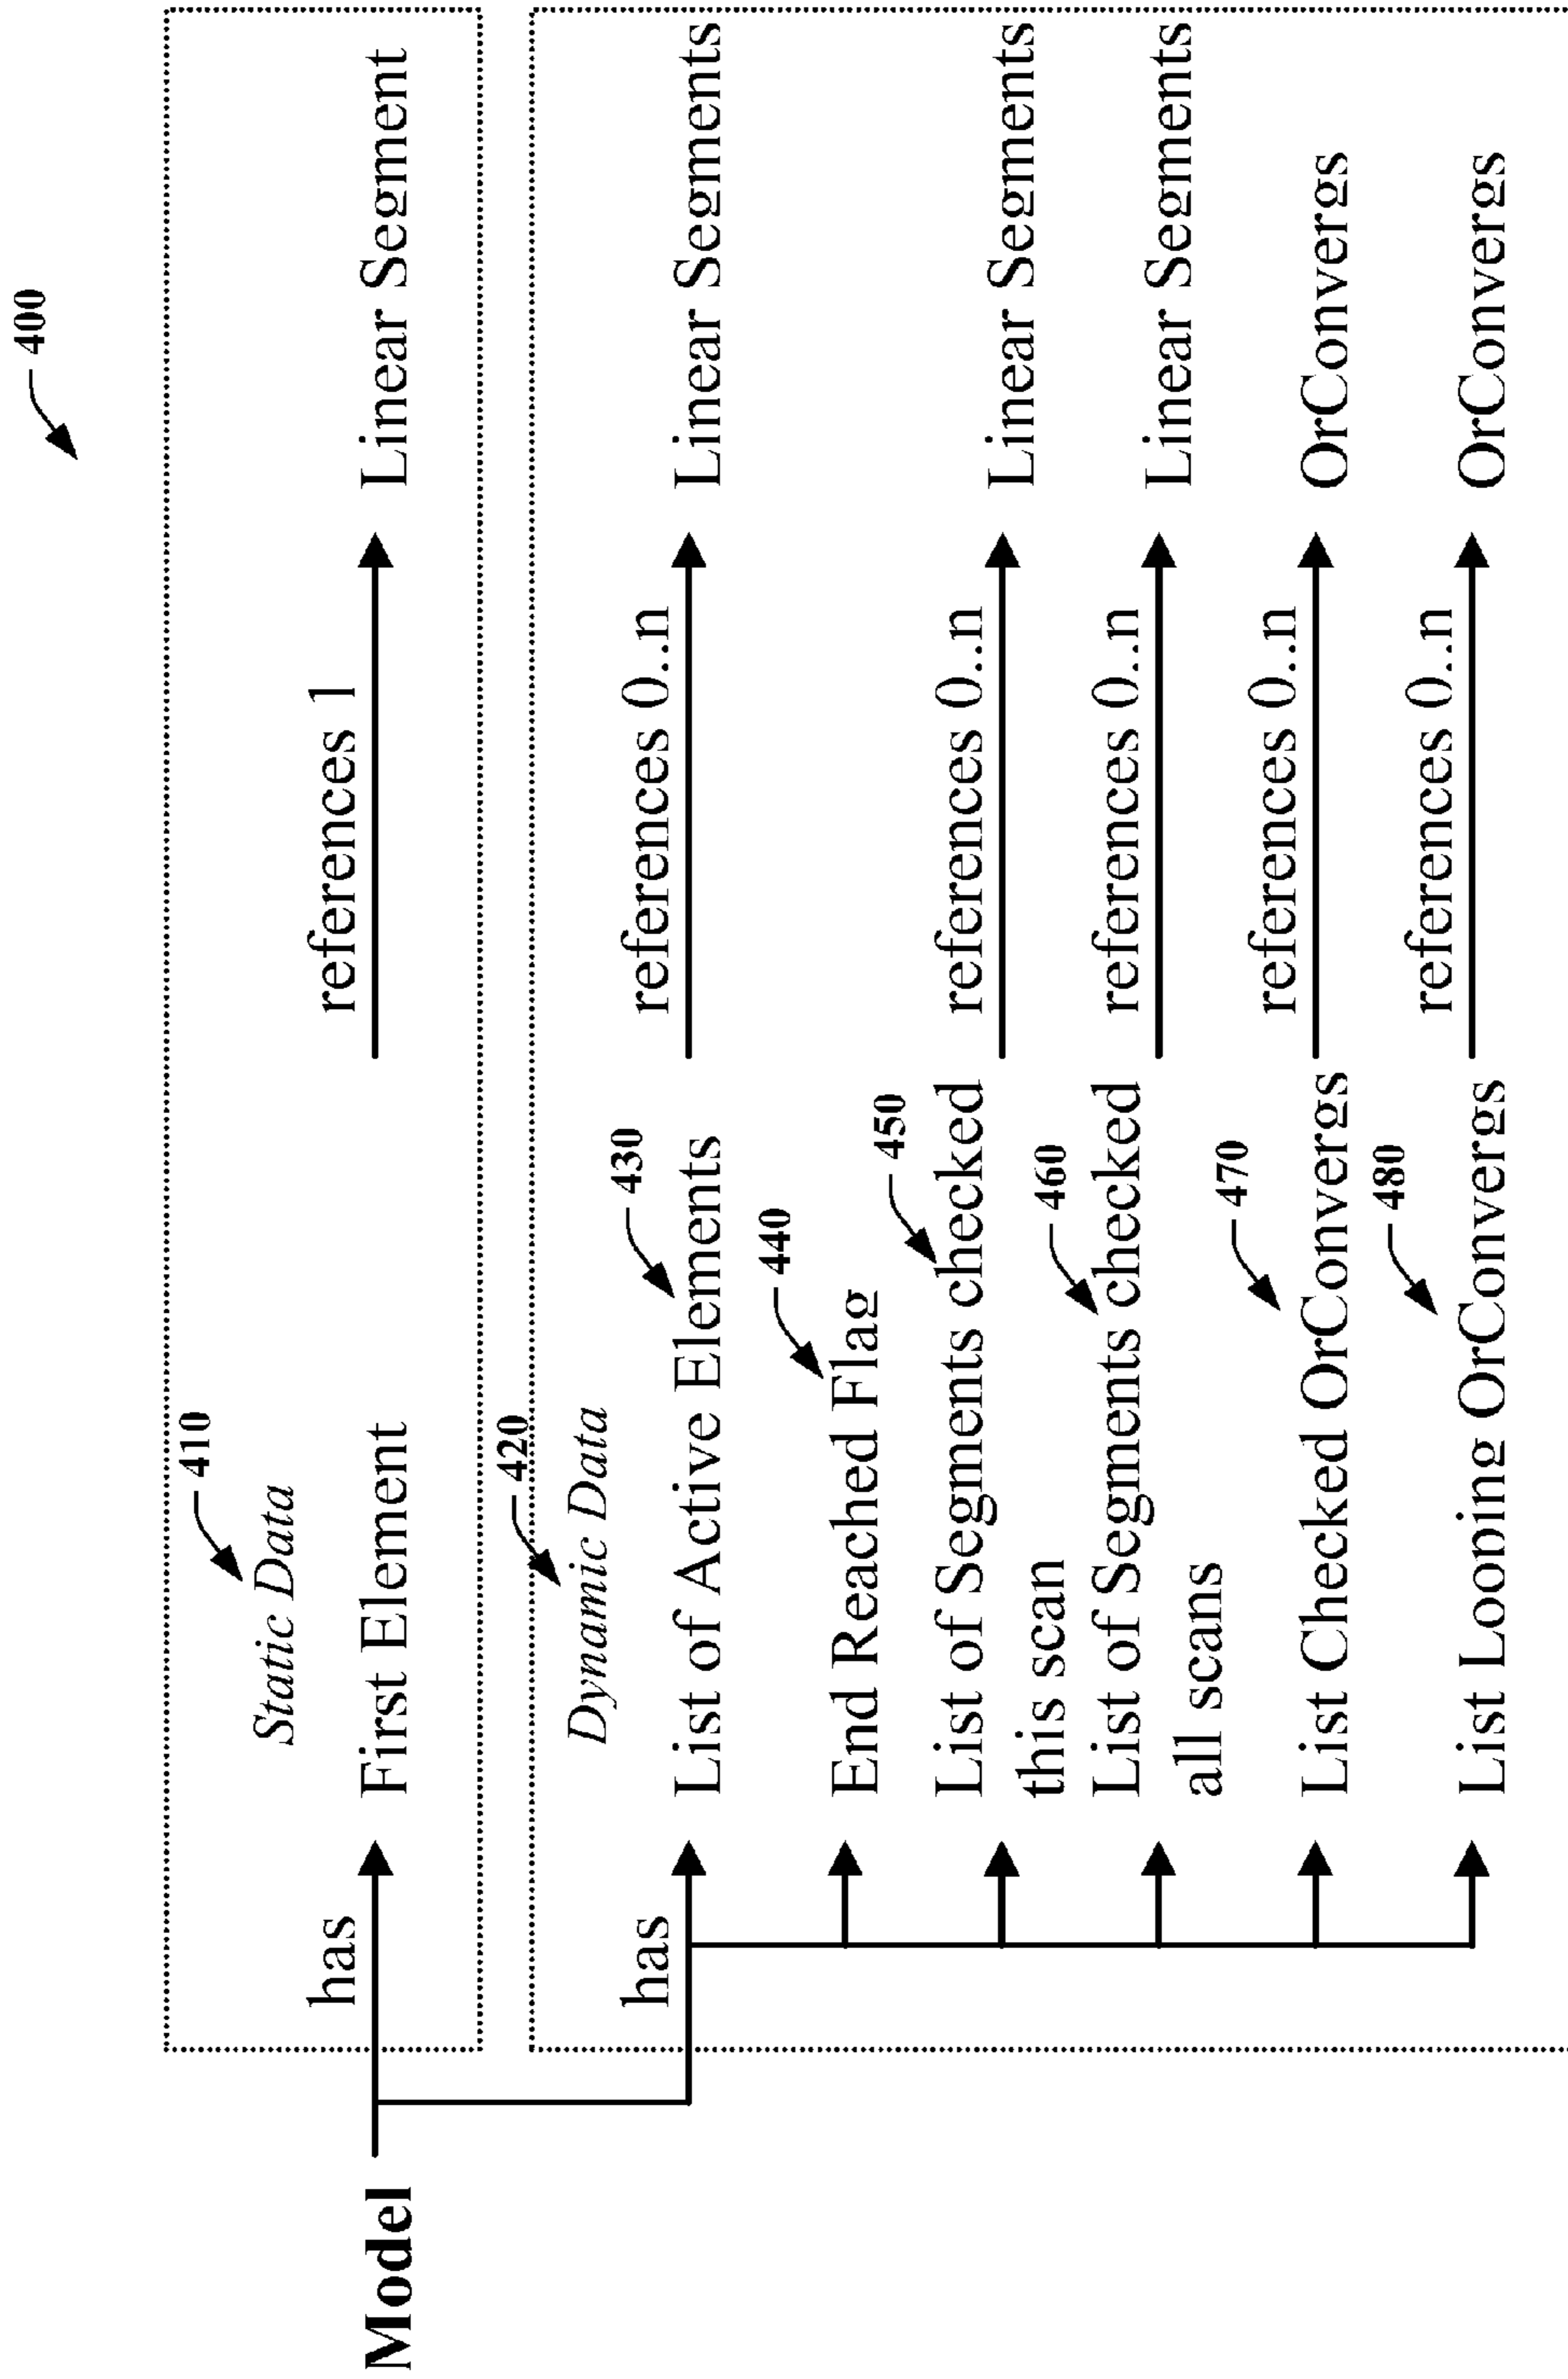 400
410
Static Data
Model
has
First Element
references 1
Linear Segment
420
Dynamic Data
has
List of Active Elements
430
references 0..n
Linear Segments
End Reached Flag
440
List of Segments checked
this scan
450
references 0..n
Linear Segments
List of Segments checked
all scans
460
references 0..n
Linear Segments
List Checked OrConvergs
470
references 0..n
OrConvergs
List Looping OrConvergs
480
references 0..n
OrConvergs